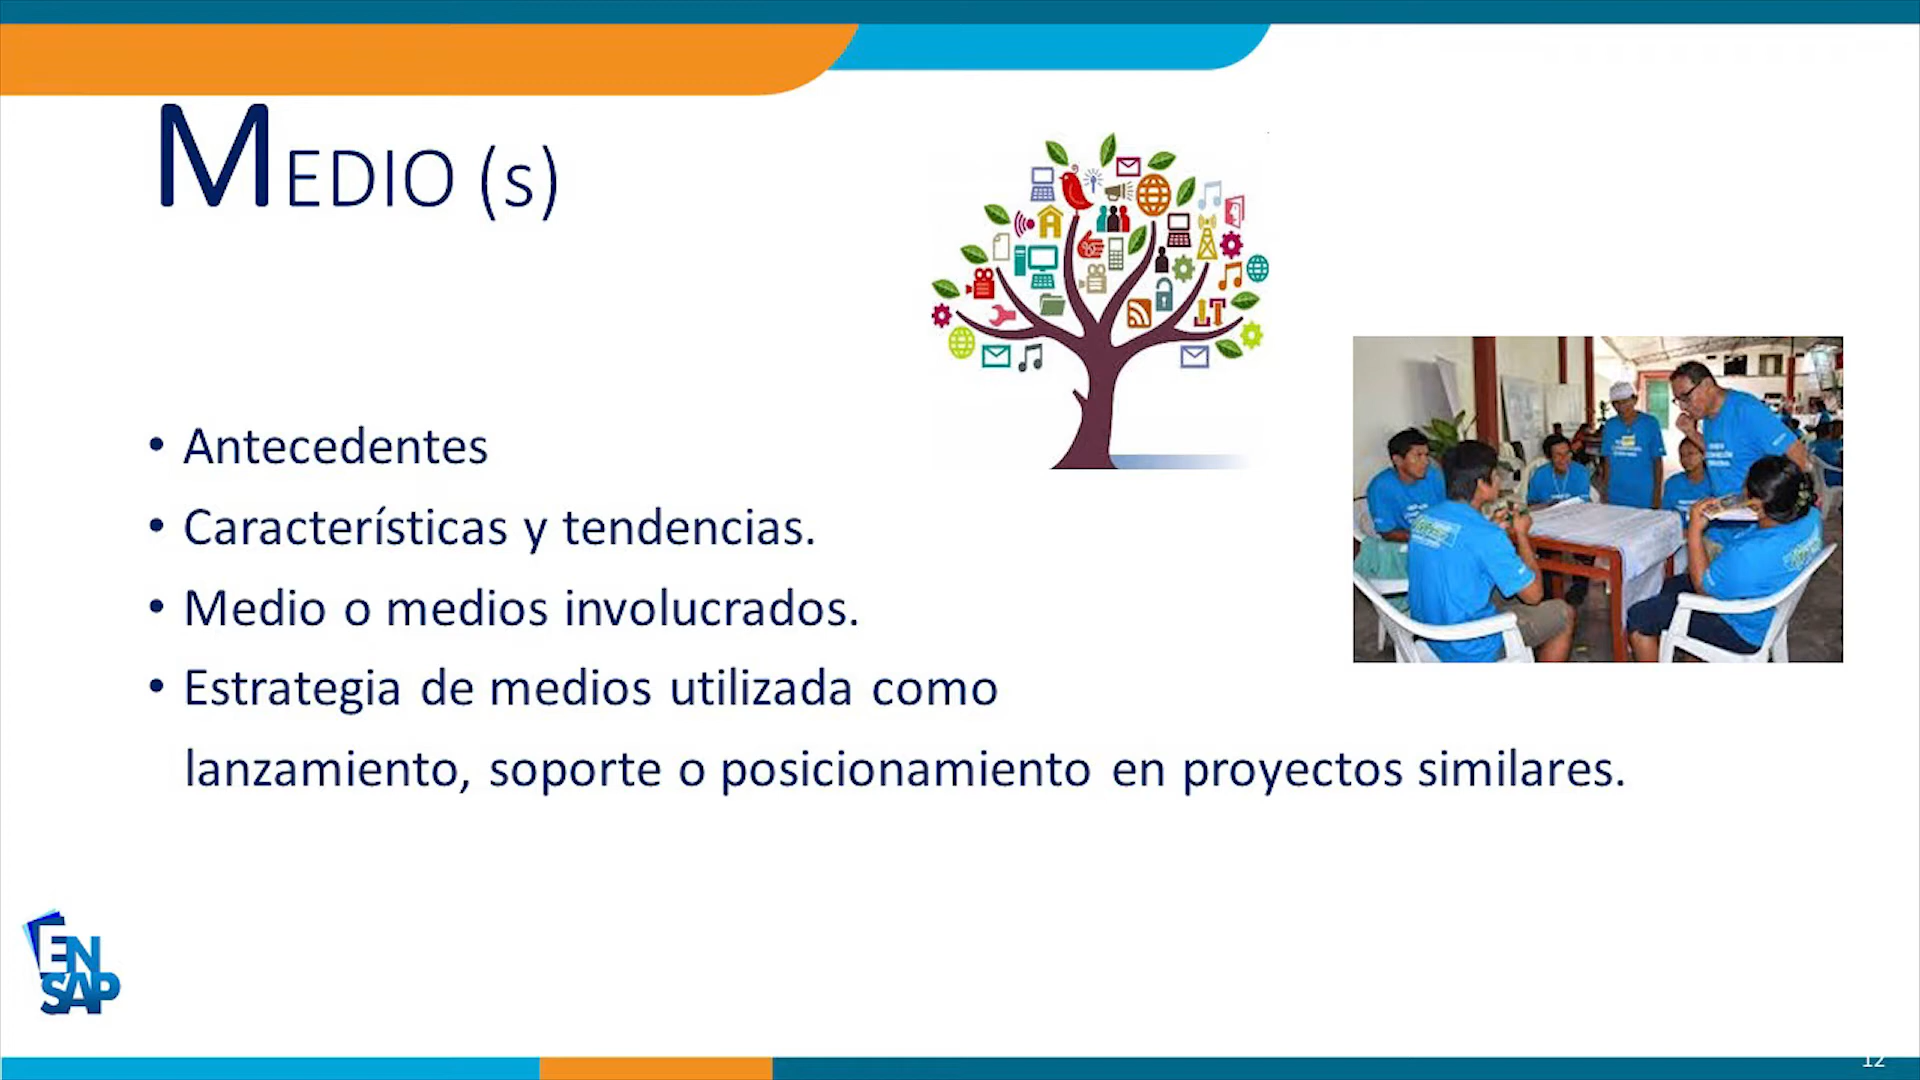 MEDIO (s)
• Antecedentes
• Características y tendencias.
• Medio o medios involucrados.
• Estrategia de medios utilizada como
lanzamiento, soporte o posicionamiento en proyectos similares.
EN
SAP
12